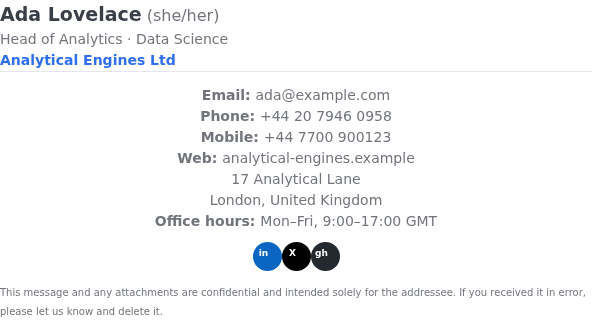 Ada Lovelace (she/her)
Head of Analytics · Data Science
Analytical Engines Ltd
Email: ada@example.com
Phone: +44 20 7946 0958
Mobile: +44 7700 900123
Web: analytical-engines.example
17 Analytical Lane
London, United Kingdom
Office hours: Mon–Fri, 9:00–17:00 GMT
in X gh
This message and any attachments are confidential and intended solely for the addressee. If you received it in error,
please let us know and delete it.